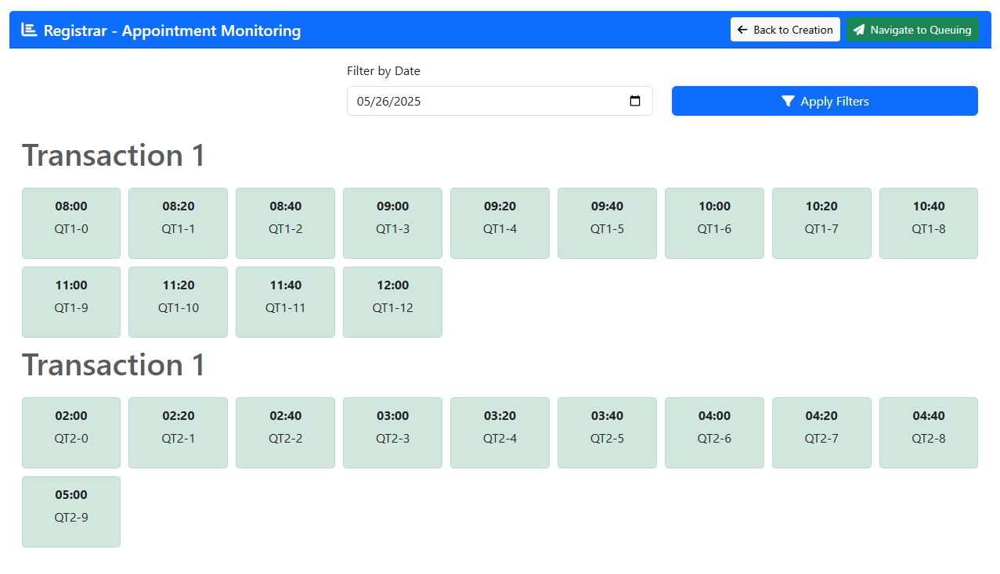 Registrar - Appointment Monitoring
Back to Creation
Navigate to Queuing
Filter by Date
05/26/2025
Apply Filters
Transaction 1
08:00 08:20 08:40 09:00 09:20 09:40 10:00 10:20 10:40
QT1-0 QT1-1 QT1-2 QT1-3 QT1-4 QT1-5 QT1-6 QT1-7 QT1-8
11:00 11:20 11:40 12:00
QT1-9 QT1-10 QT1-11 QT1-12
Transaction 1
02:00 02:20 02:40 03:00 03:20 03:40 04:00 04:20 04:40
QT2-0 QT2-1 QT2-2 QT2-3 QT2-4 QT2-5 QT2-6 QT2-7 QT2-8
05:00
QT2-9